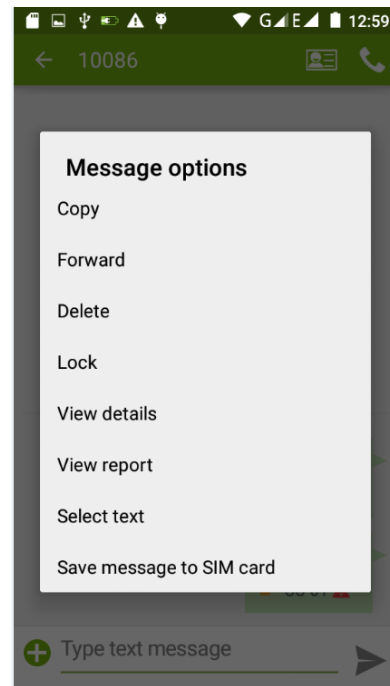 G E 12:59
10086
Message options
Copy
Forward
Delete
Lock
View details
View report
Select text
Save message to SIM card
Type text message